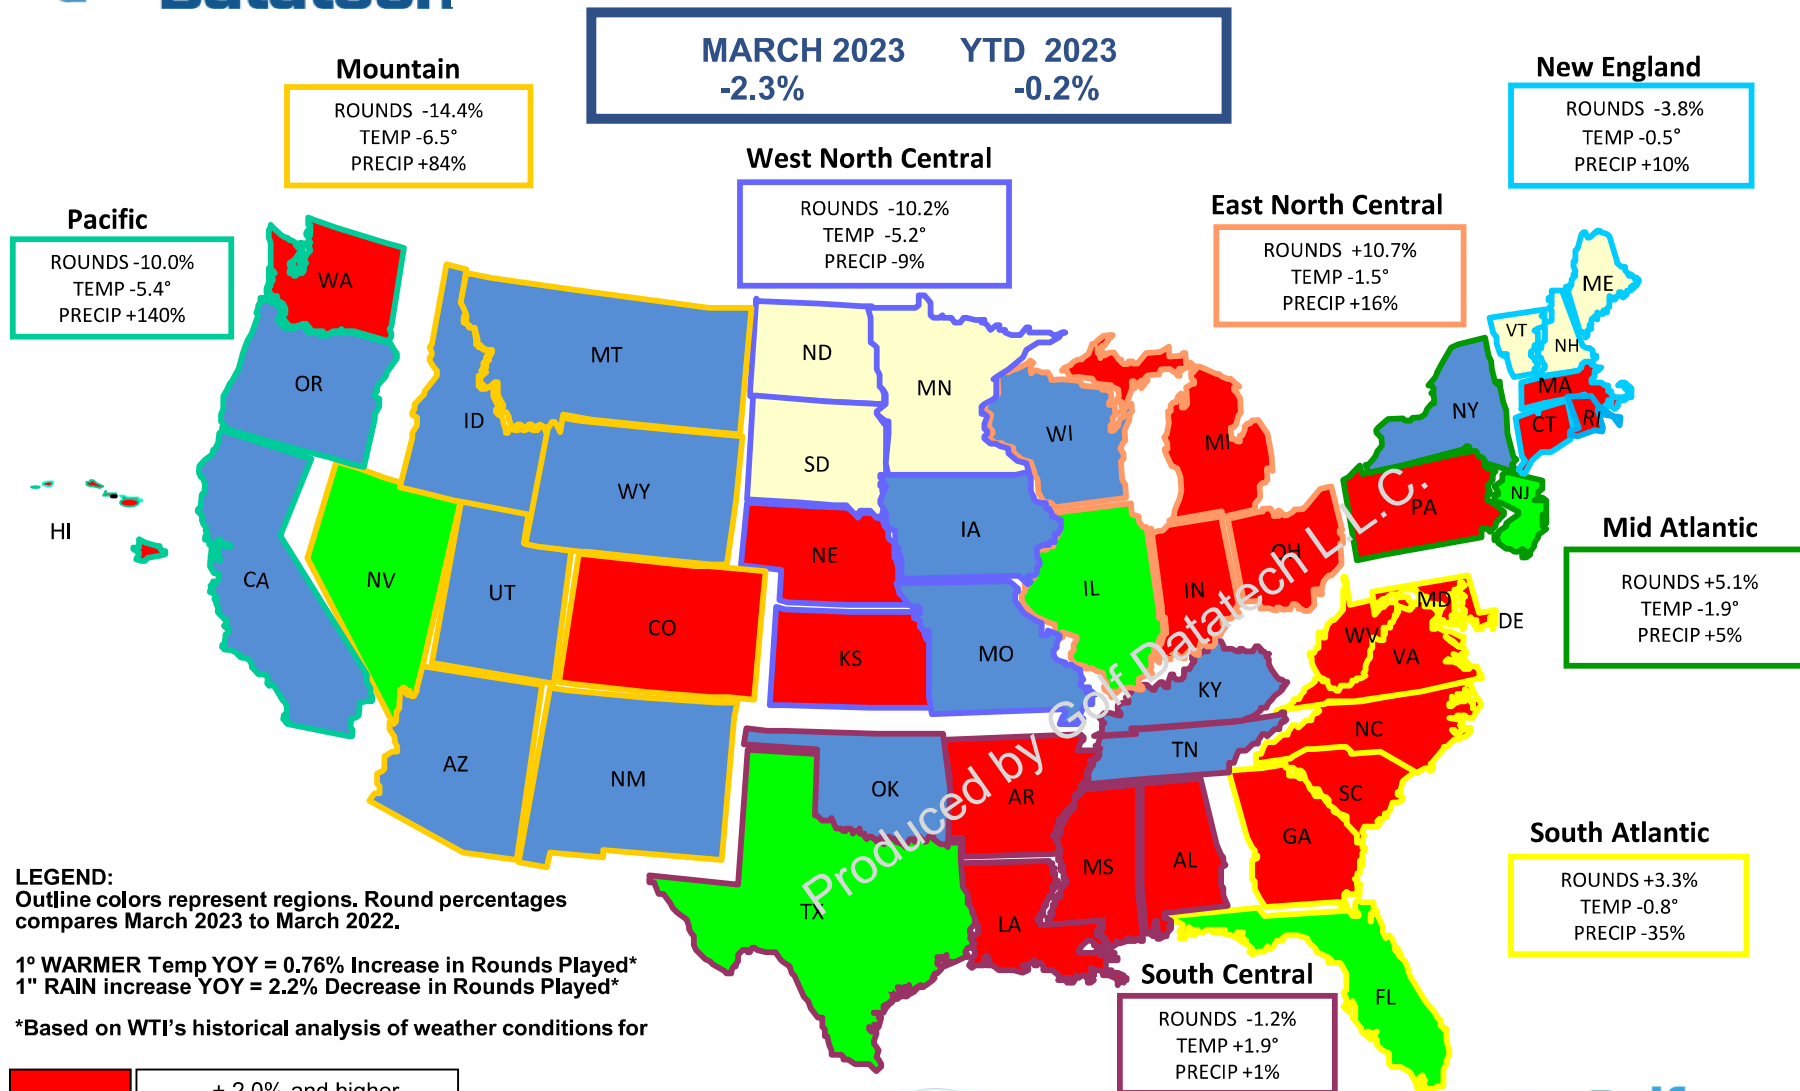 Datatech
MARCH 2023 YTD 2023
-2.3% -0.2%
Mountain
ROUNDS -14.4%
TEMP -6.5°
PRECIP +84%
New England
ROUNDS -3.8%
TEMP -0.5°
PRECIP +10%
West North Central
ROUNDS -10.2%
TEMP -5.2°
PRECIP -9%
East North Central
ROUNDS +10.7%
TEMP -1.5°
PRECIP +16%
Pacific
ROUNDS -10.0%
TEMP -5.4°
PRECIP +140%
WA
OR
CA
HI
NV
ID
MT
WY
UT
CO
AZ
NM
ND
SD
MN
NE
IA
KS
MO
WI
MI
IL
IN
OH
KY
TN
OK
AR
TX
LA
MS
AL
GA
FL
SC
NC
VA
WV
MD
DE
PA
NJ
NY
CT
RI
MA
VT
NH
ME
Mid Atlantic
ROUNDS +5.1%
TEMP -1.9°
PRECIP +5%
South Atlantic
ROUNDS +3.3%
TEMP -0.8°
PRECIP -35%
South Central
ROUNDS -1.2%
TEMP +1.9°
PRECIP +1%
Produced by Golf Datatech L.L.C.
LEGEND:
Outline colors represent regions. Round percentages
compares March 2023 to March 2022.
1º WARMER Temp YOY = 0.76% Increase in Rounds Played*
1" RAIN increase YOY = 2.2% Decrease in Rounds Played*
*Based on WTI's historical analysis of weather conditions for
+ 2.0% and higher